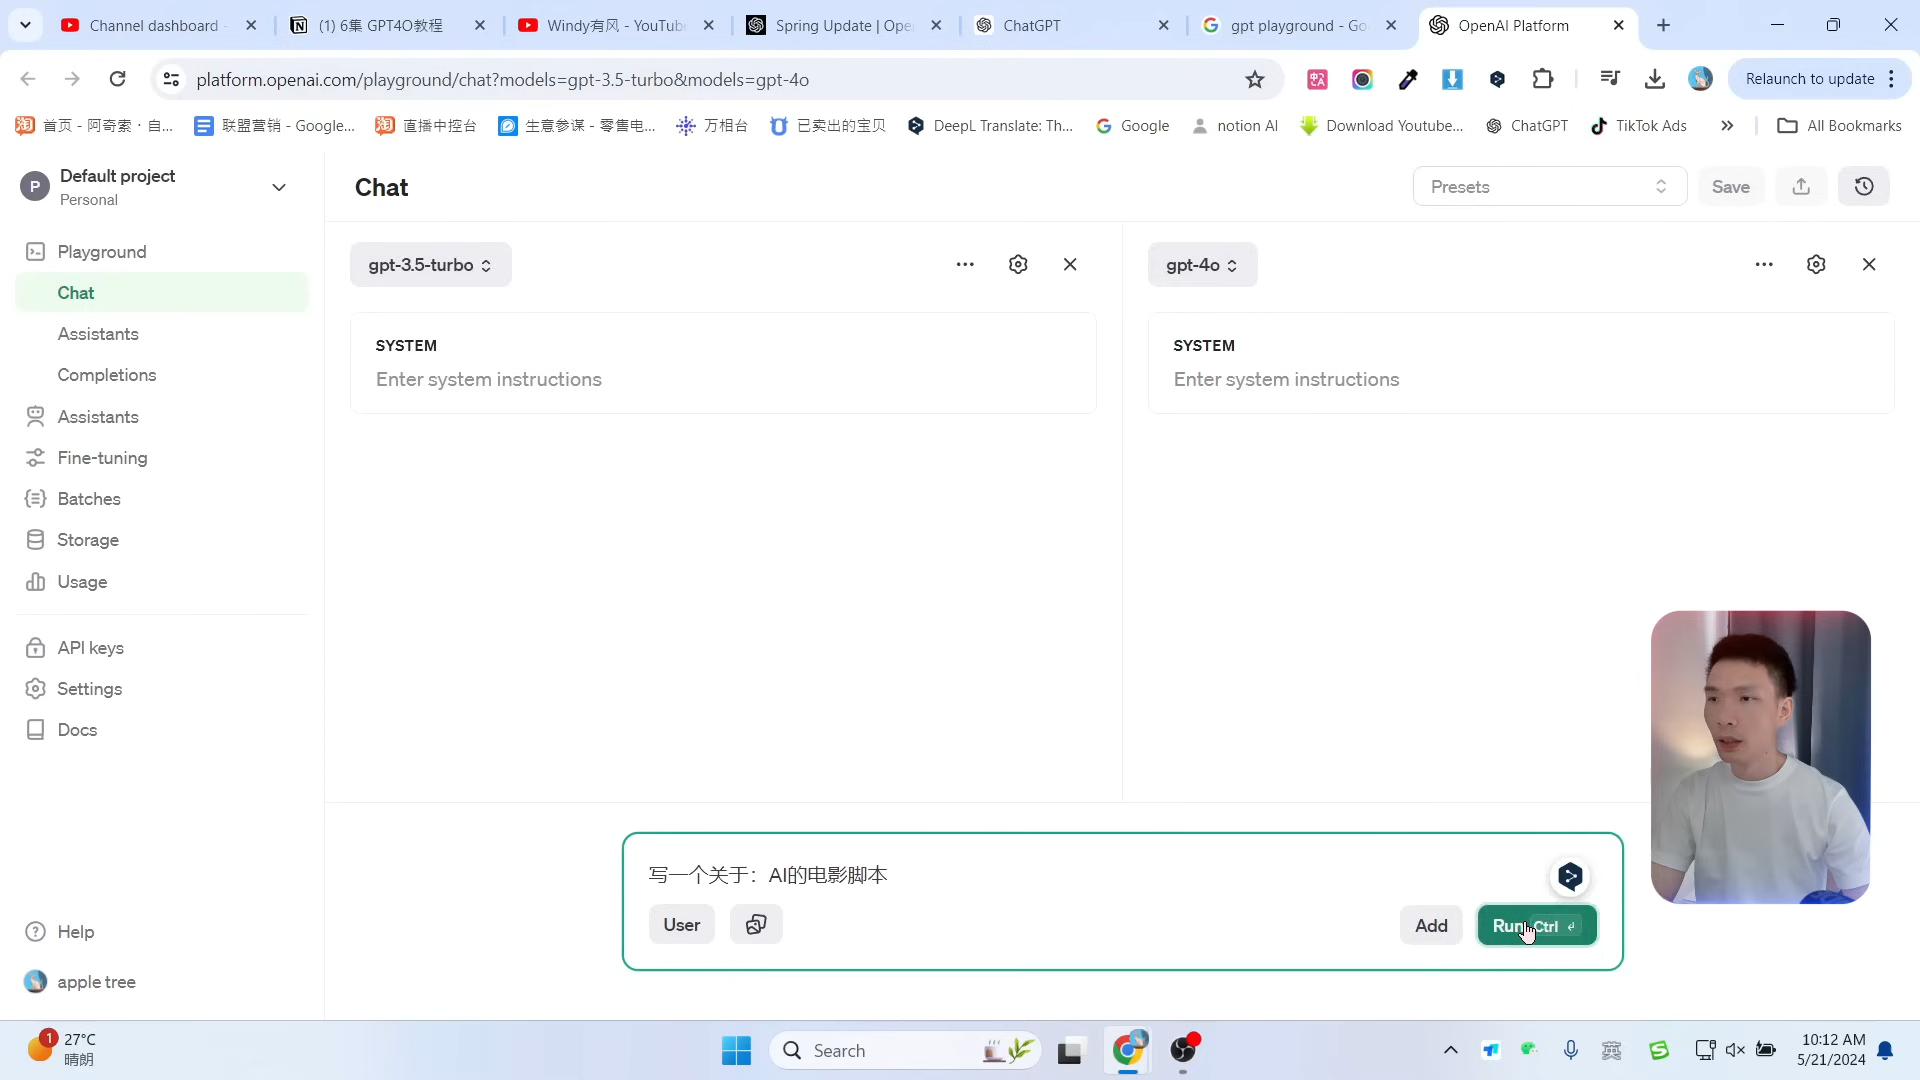 Channel dashboard -
(1) 6集 GPT4O教程
Windy有风 - YouTube
Spring Update | Ope
ChatGPT
gpt playground - Go
OpenAI Platform
platform.openai.com/playground/chat?models=gpt-3.5-turbo&models=gpt-4o
Relaunch to update
首页 - 阿奇索 · 自...
联盟营销 - Google...
直播中控台
生意参谋 - 零售电...
万相台
已卖出的宝贝
DeepL Translate: Th...
Google
notion AI
Download Youtube...
ChatGPT
TikTok Ads
All Bookmarks
P
Default project
Personal
Chat
Presets
Save
Playground
Chat
Assistants
Completions
Assistants
Fine-tuning
Batches
Storage
Usage
API keys
Settings
Docs
Help
apple tree
gpt-3.5-turbo
gpt-4o
SYSTEM
Enter system instructions
SYSTEM
Enter system instructions
写一个关于：AI的电影脚本
User
Add
Run Ctrl
1
27°C
晴朗
Search
英
10:12 AM
5/21/2024